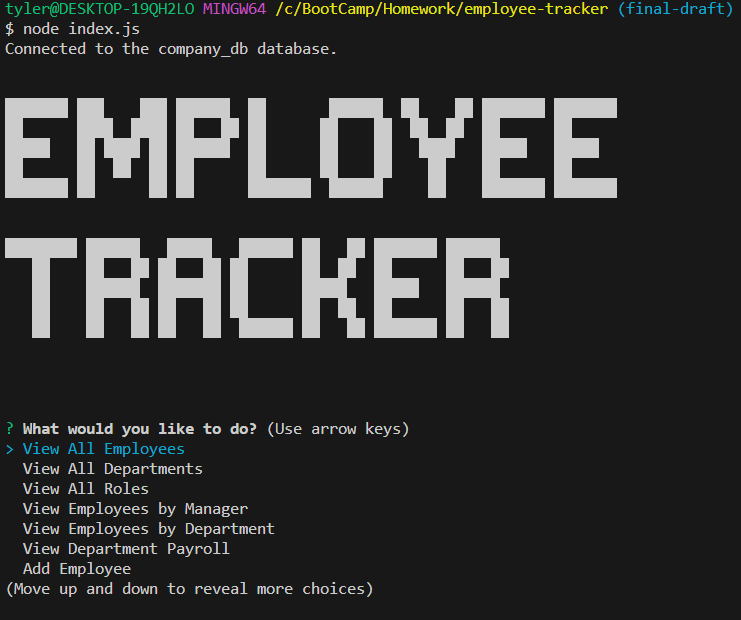 tyler@DESKTOP-19QH2LO MINGW64 /c/BootCamp/Homework/employee-tracker (final-draft)
$ node index.js
Connected to the company_db database.
EMPLOYEE
TRACKER
? What would you like to do? (Use arrow keys)
> View All Employees
View All Departments
View All Roles
View Employees by Manager
View Employees by Department
View Department Payroll
Add Employee
(Move up and down to reveal more choices)